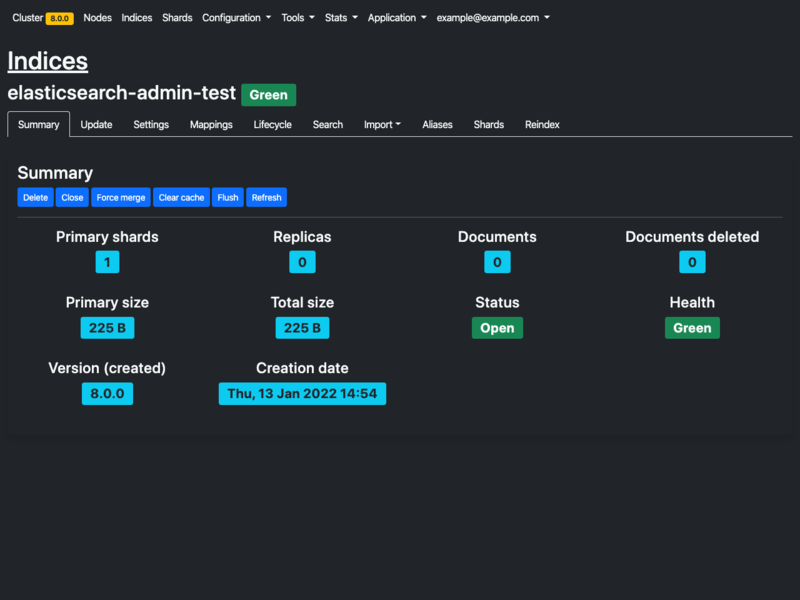 Cluster 8.0.0 Nodes Indices Shards Configuration Tools Stats Application example@example.com
Indices
elasticsearch-admin-test Green
Summary Update Settings Mappings Lifecycle Search Import Aliases Shards Reindex
Summary
Delete Close Force merge Clear cache Flush Refresh
Primary shards Replicas Documents Documents deleted
1 0 0 0
Primary size Total size Status Health
225 B 225 B Open Green
Version (created) Creation date
8.0.0 Thu, 13 Jan 2022 14:54